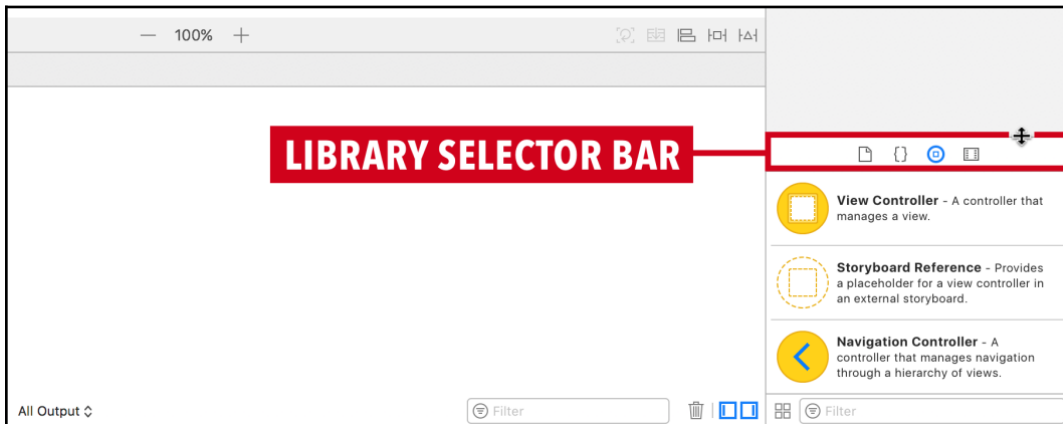 100%
LIBRARY SELECTOR BAR
{}
View Controller - A controller that
manages a view.
Storyboard Reference - Provides
a placeholder for a view controller in
an external storyboard.
Navigation Controller - A
controller that manages navigation
through a hierarchy of views.
All Output
Filter
Filter